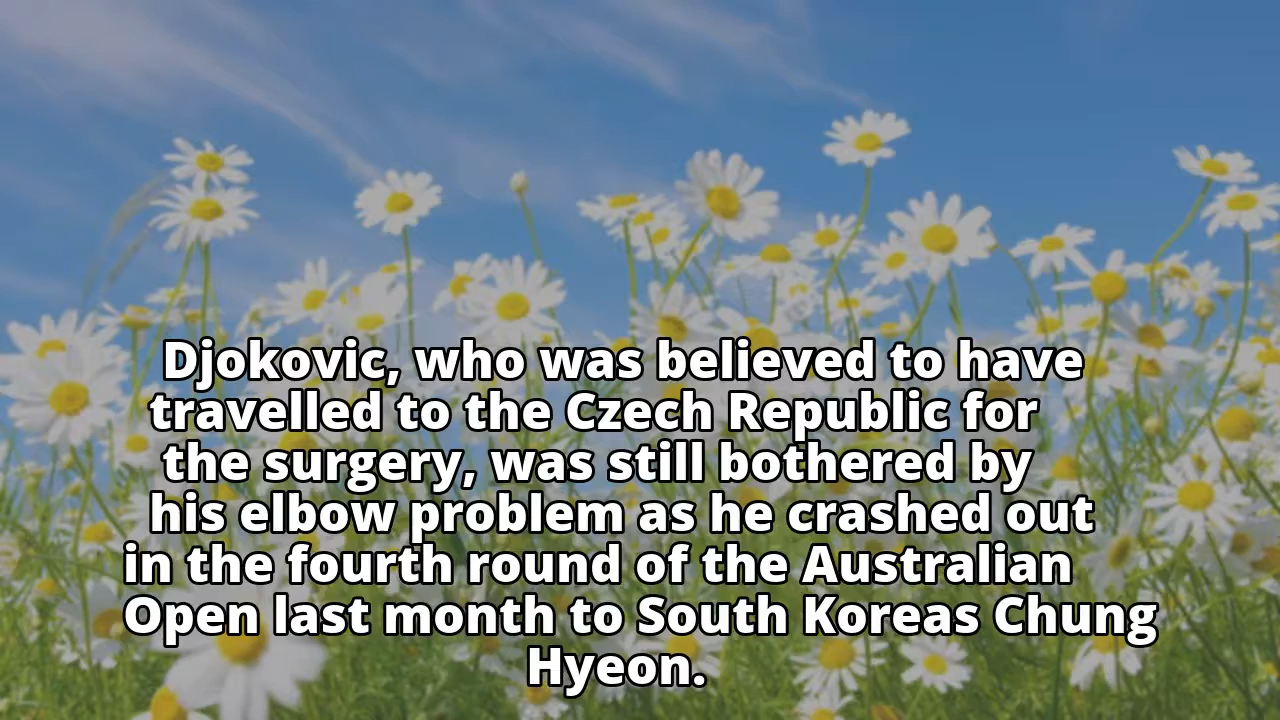 Djokovic, who was believed to have
travelled to the Czech Republic for
the surgery, was still bothered by
his elbow problem as he crashed out
in the fourth round of the Australian
Open last month to South Koreas Chung
Hyeon.